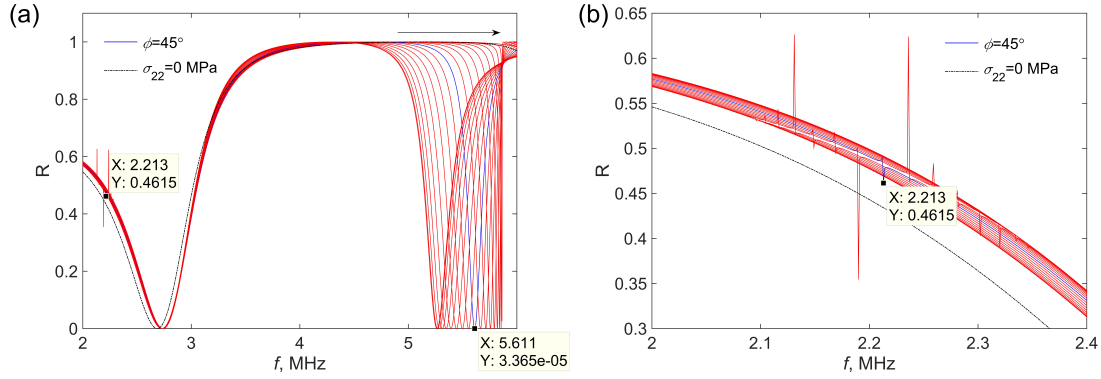 (a)
1
0.8
0.6
0.4
0.2
0
R
ϕ=45°
σ22=0 MPa
X: 2.213
Y: 0.4615
X: 5.611
Y: 3.365e-05
2
3
4
5
f, MHz
(b)
0.65
0.6
0.55
0.5
0.45
0.4
0.35
0.3
R
ϕ=45°
σ22=0 MPa
X: 2.213
Y: 0.4615
2
2.1
2.2
2.3
2.4
f, MHz